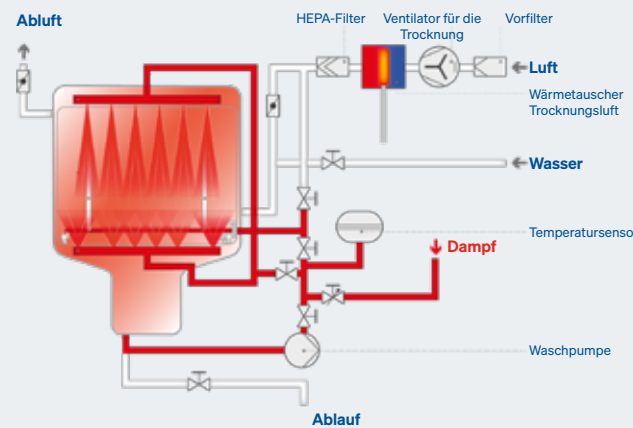 Abluft
HEPA-Filter
Ventilator für die
Trocknung
Vorfilter
Luft
Wärmetauscher
Trocknungsluft
Wasser
Temperatursenso
Dampf
Waschpumpe
Ablauf